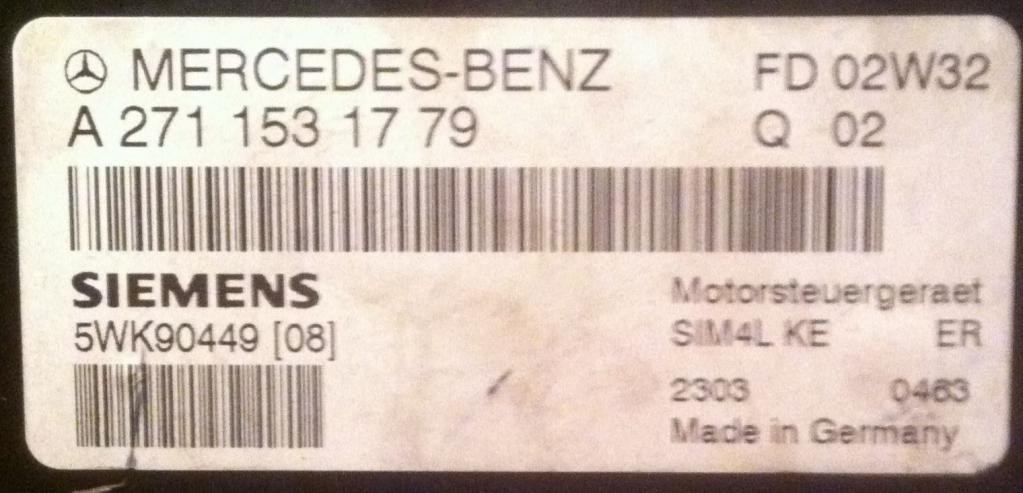 MERCEDES-BENZ FD 02W32
A 271 153 17 79 Q 02
SIEMENS
5WK90449 [08]
Motorsteuergeraet
SIM4L KE ER
2303 0463
Made in Germany